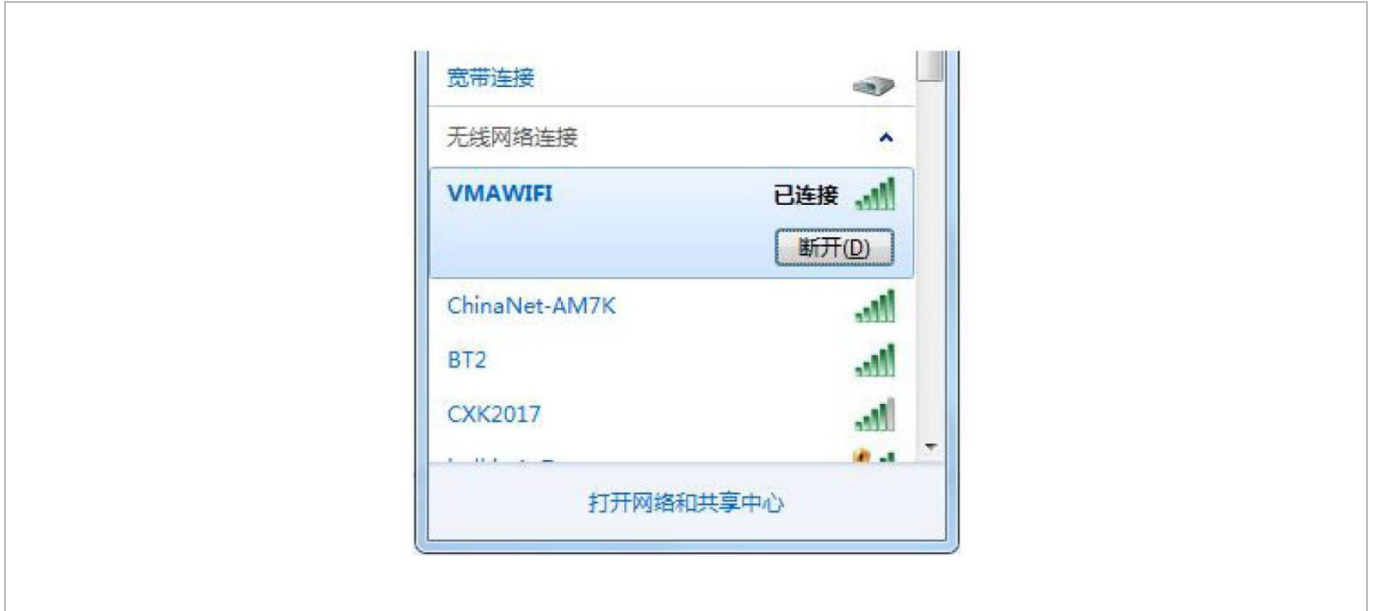 宽带连接
无线网络连接
VMAWIFI 已连接
断开(D)
ChinaNet-AM7K
BT2
CXK2017
打开网络和共享中心